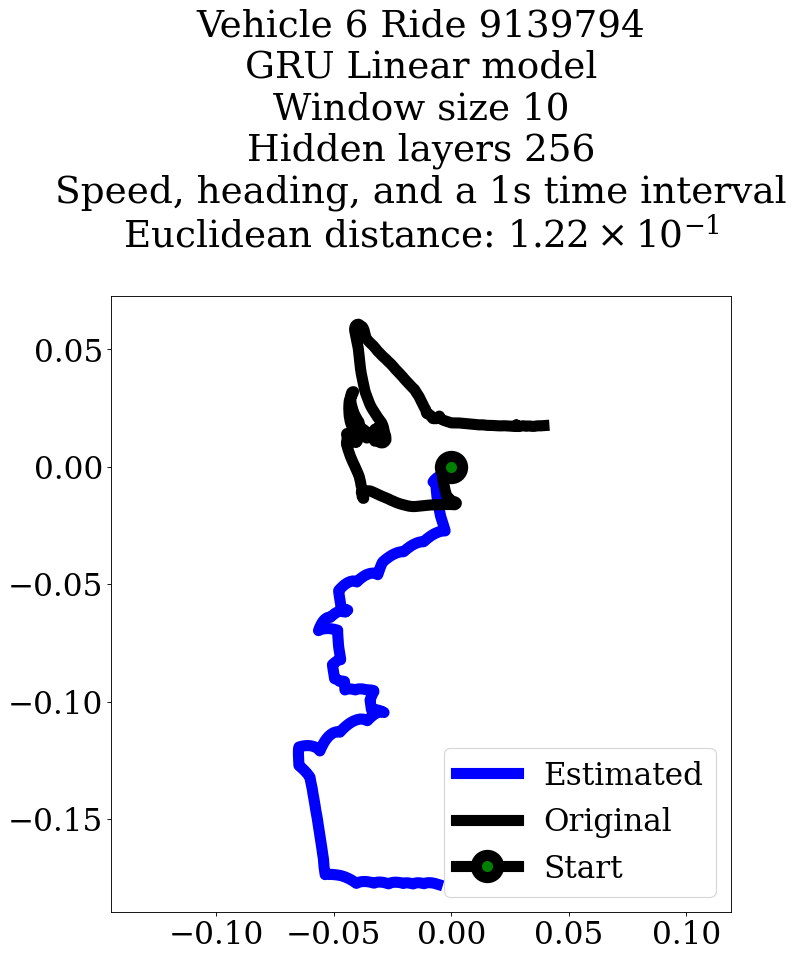 Vehicle 6 Ride 9139794
GRU Linear model
Window size 10
Hidden layers 256
Speed, heading, and a 1s time interval
Euclidean distance: 1.22 × 10⁻¹
0.05
0.00
−0.05
−0.10
−0.15
Estimated
Original
Start
−0.10 −0.05 0.00 0.05 0.10